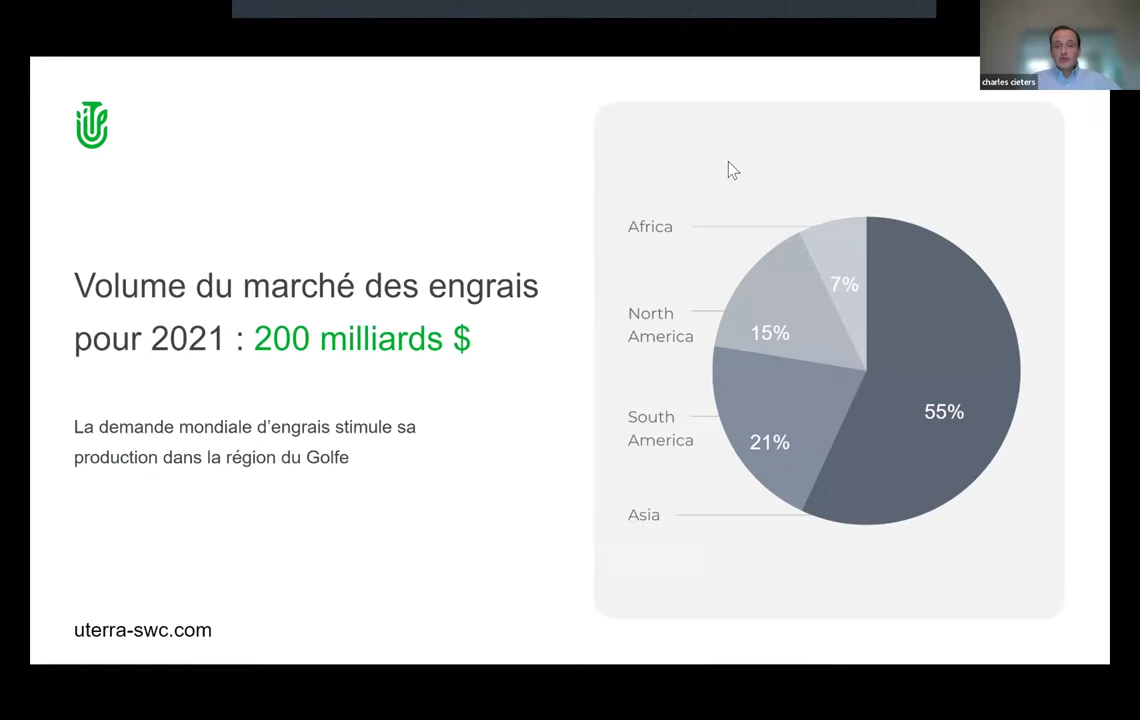 charles cieters
Volume du marché des engrais
pour 2021 : 200 milliards $
La demande mondiale d’engrais stimule sa
production dans la région du Golfe
uterra-swc.com
Africa
7%
North
America
15%
South
America
21%
55%
Asia